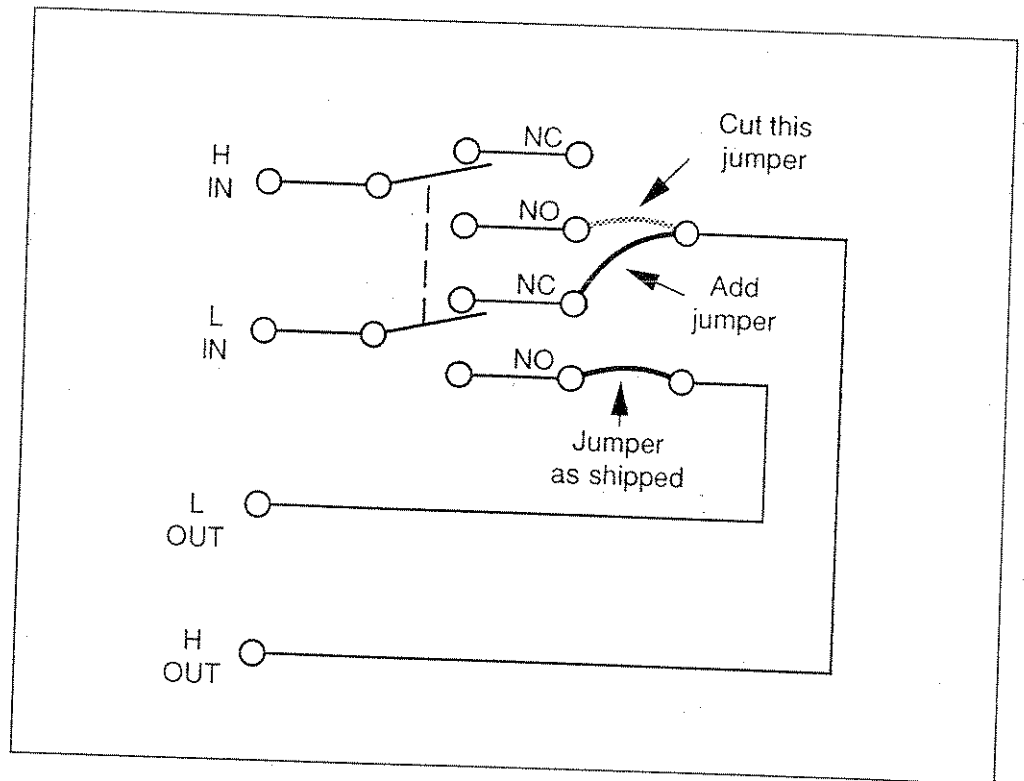 Cut this
jumper
NC
H
IN
NO
NC
Add
jumper
L
IN
NO
Jumper
as shipped
L
OUT
H
OUT